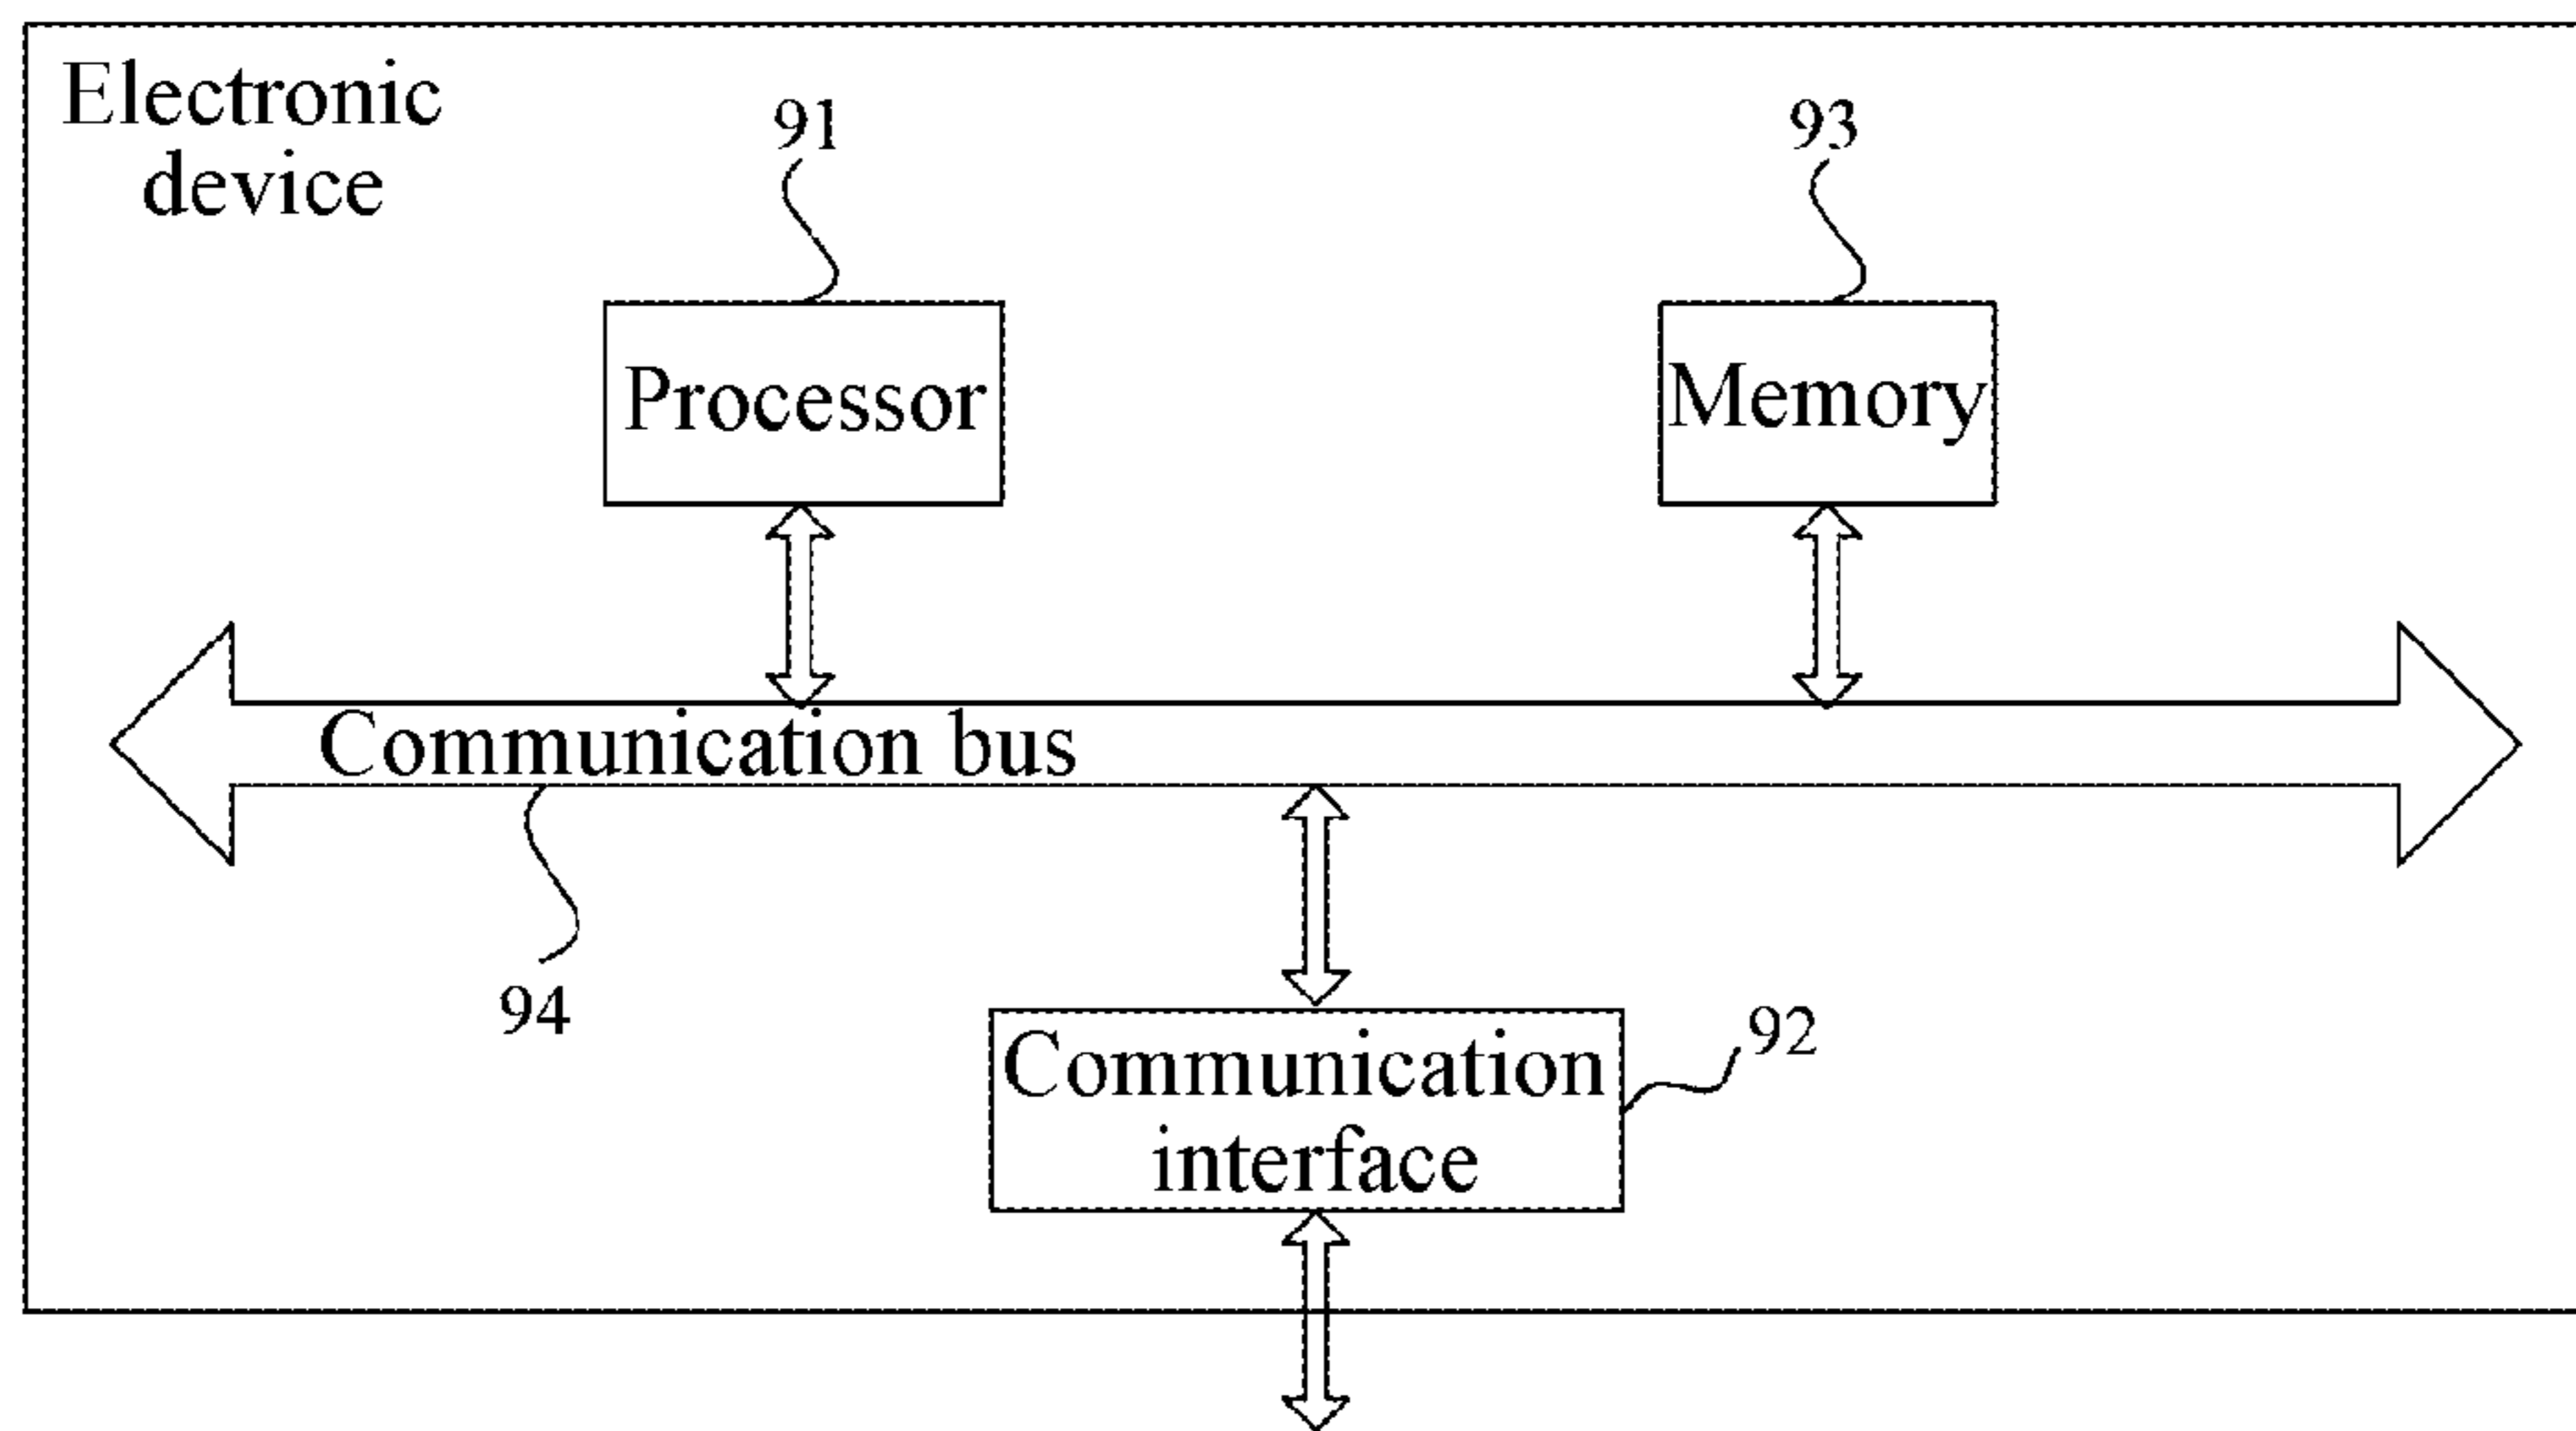 Electronic
device
91
93
Processor
Memory
Communication bus
94
Communication
interface
92